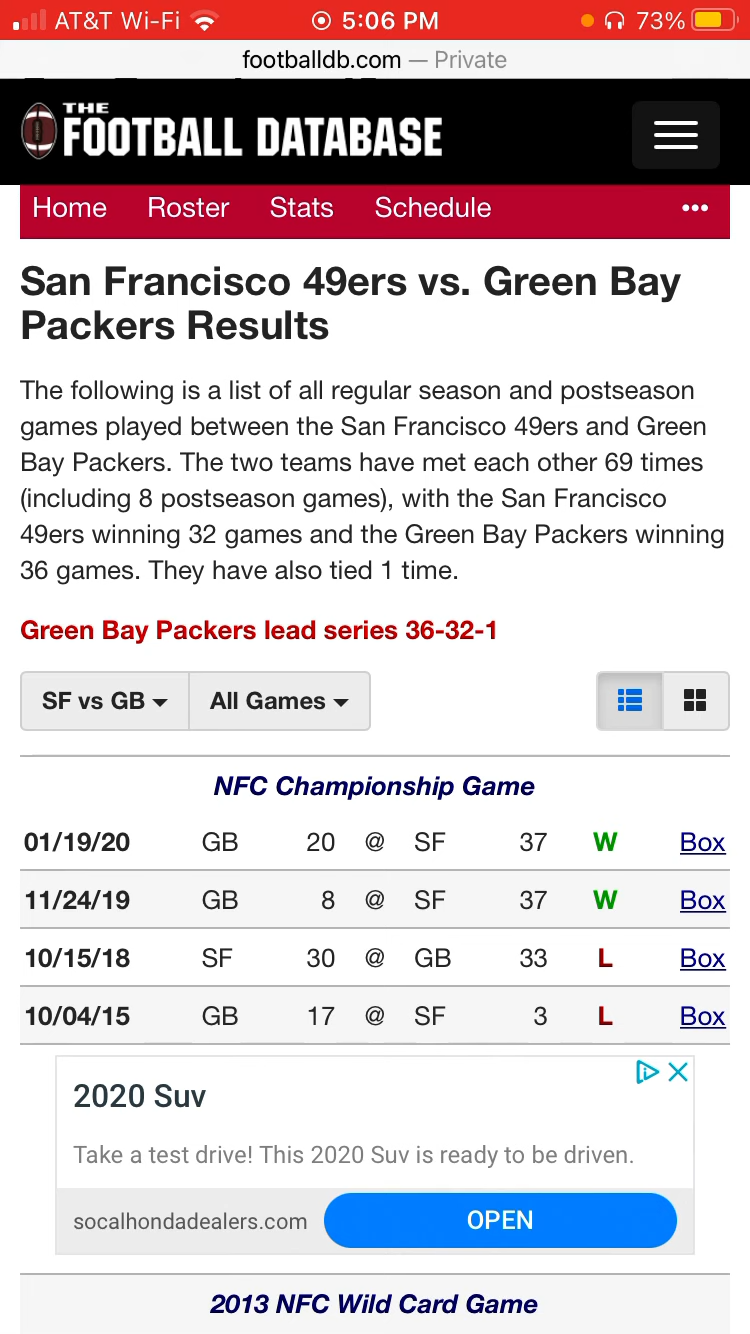 AT&T Wi-Fi 5:06 PM 73%
footballdb.com — Private
THE
FOOTBALL DATABASE
Home Roster Stats Schedule •••
San Francisco 49ers vs. Green Bay
Packers Results
The following is a list of all regular season and postseason
games played between the San Francisco 49ers and Green
Bay Packers. The two teams have met each other 69 times
(including 8 postseason games), with the San Francisco
49ers winning 32 games and the Green Bay Packers winning
36 games. They have also tied 1 time.
Green Bay Packers lead series 36-32-1
SF vs GB All Games
NFC Championship Game
01/19/20 GB 20 @ SF 37 W Box
11/24/19 GB 8 @ SF 37 W Box
10/15/18 SF 30 @ GB 33 L Box
10/04/15 GB 17 @ SF 3 L Box
2020 Suv
Take a test drive! This 2020 Suv is ready to be driven.
socalhondadealers.com OPEN
2013 NFC Wild Card Game